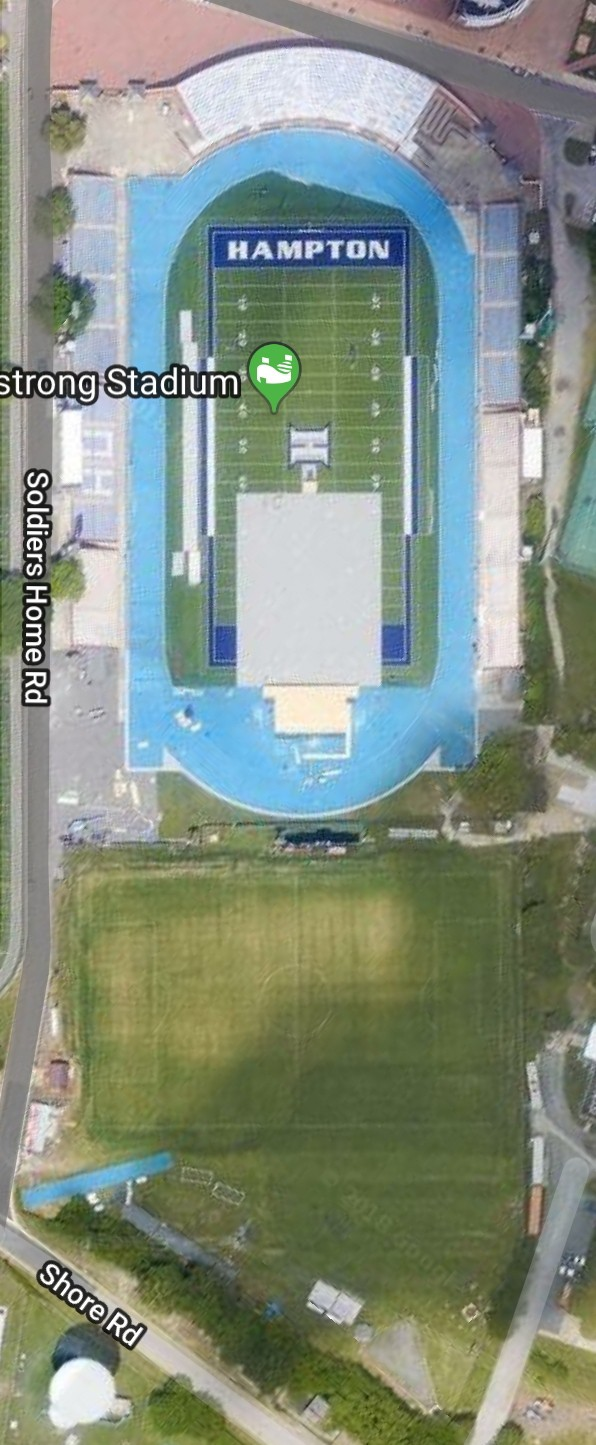 HAMPTON
strong Stadium
H
Soldiers Home Rd
Shore Rd